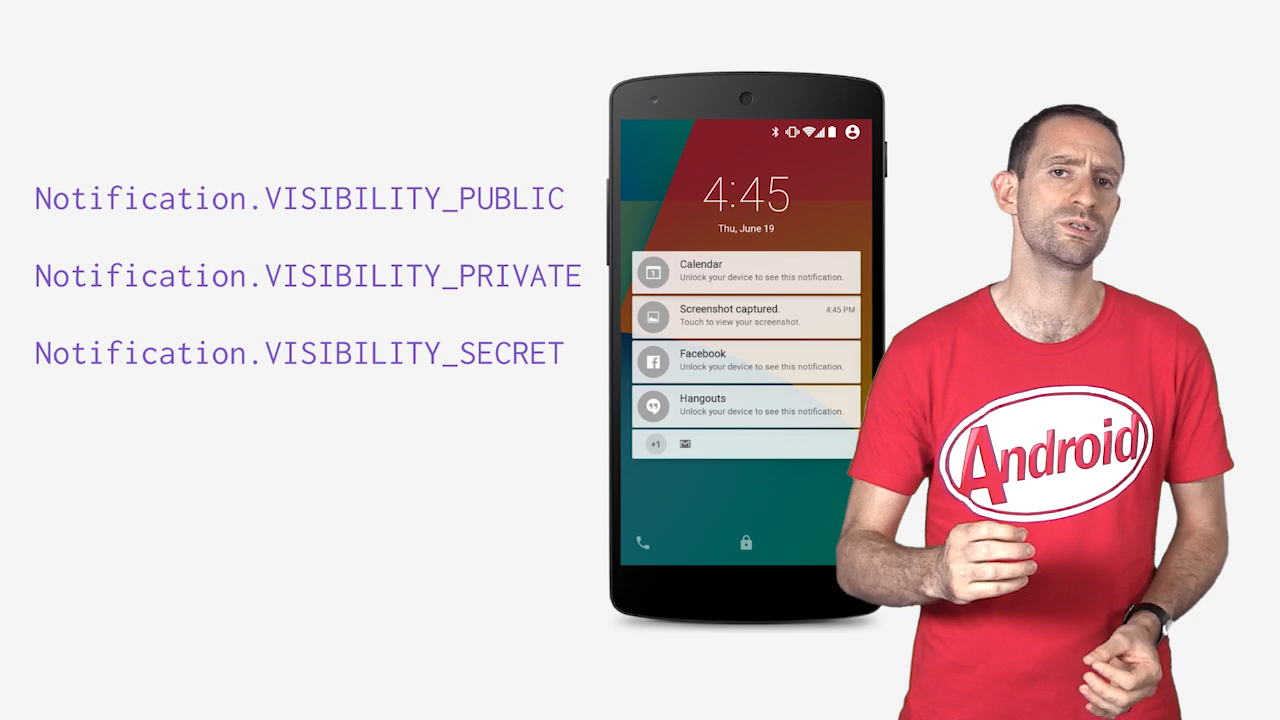 Notification.VISIBILITY_PUBLIC
Notification.VISIBILITY_PRIVATE
Notification.VISIBILITY_SECRET
4:45
Thu, June 19
Calendar
Unlock your device to see this notification.
Screenshot captured. 4:45 PM
Touch to view your screenshot.
Facebook
Unlock your device to see this notification.
Hangouts
Unlock your device to see this notification.
+1
Android